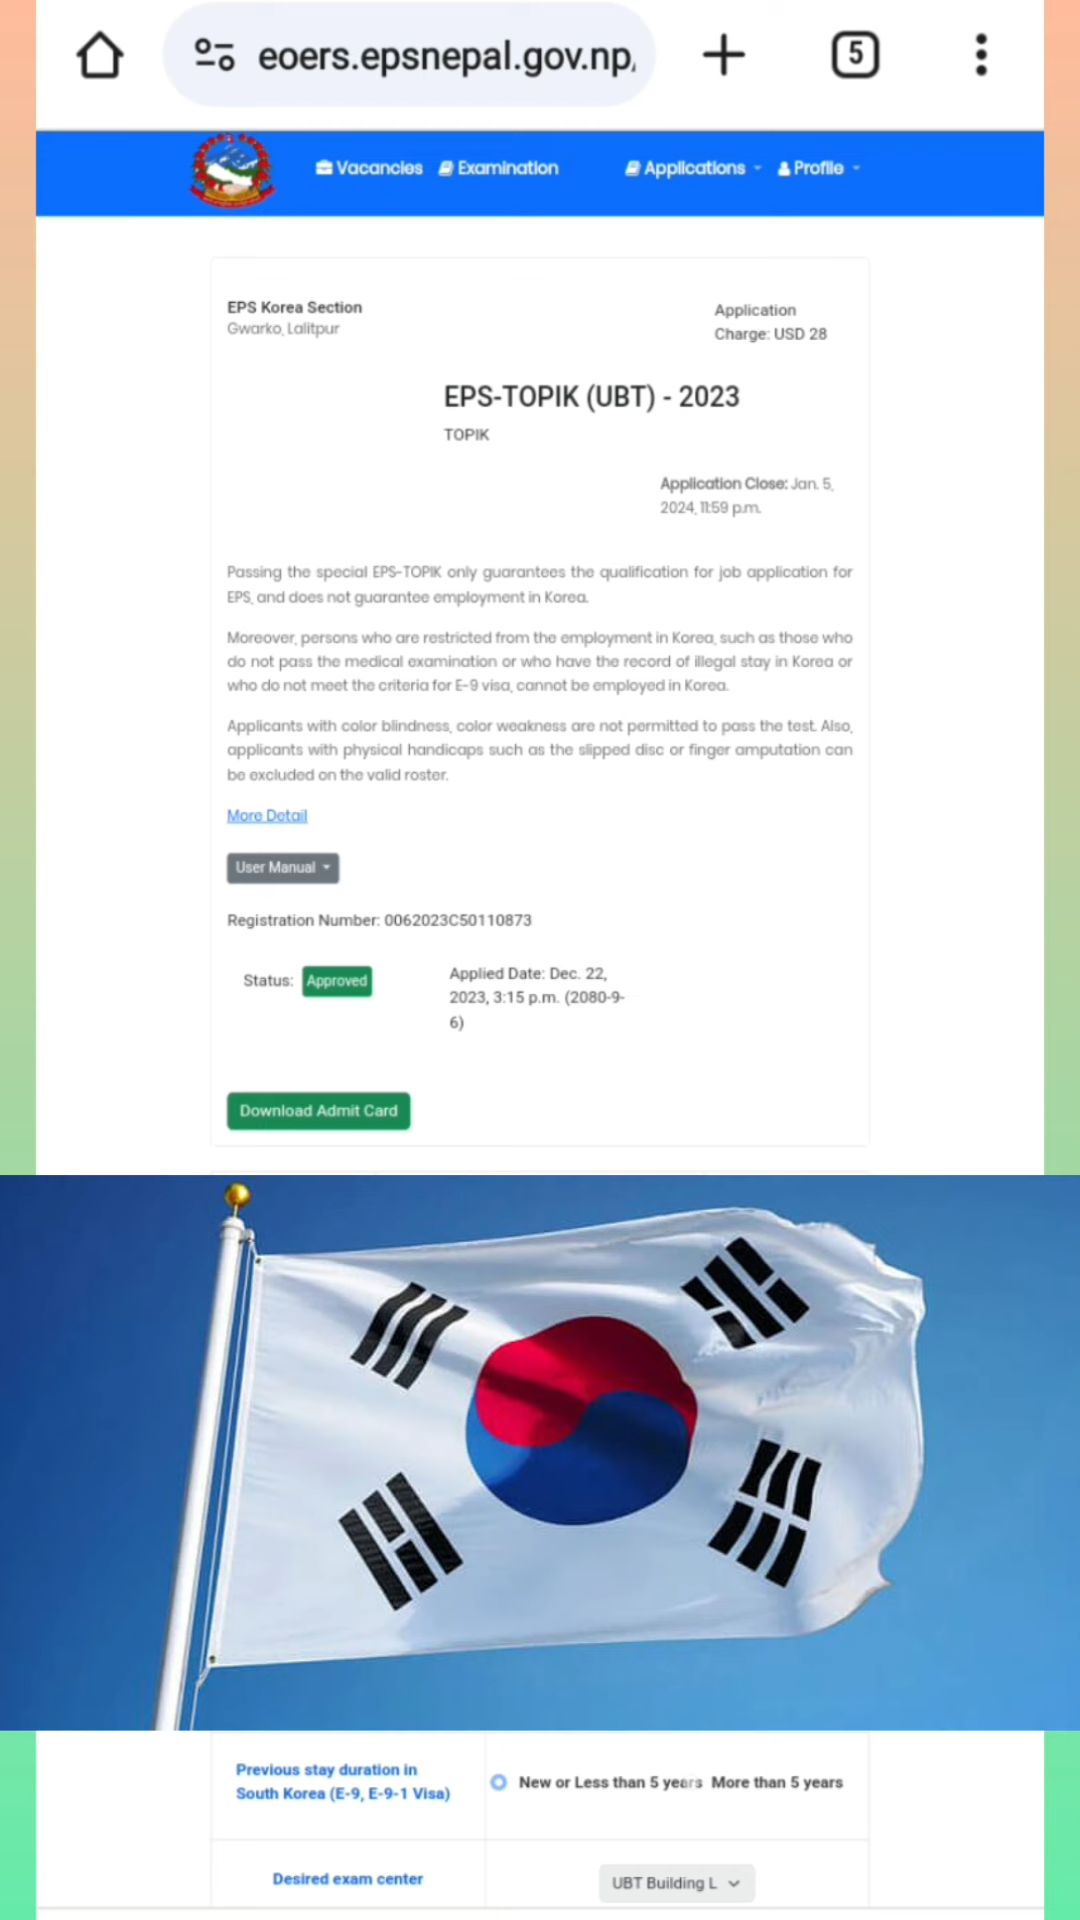 eoers.epsnepal.gov.np
5
Vacancies Examination Applications Profile
EPS Korea Section
Gwarko, Lalitpur
Application
Charge: USD 28
EPS-TOPIK (UBT) - 2023
TOPIK
Application Close: Jan. 5,
2024, 11:59 p.m.
Passing the special EPS-TOPIK only guarantees the qualification for job application for
EPS, and does not guarantee employment in Korea.
Moreover, persons who are restricted from the employment in Korea, such as those who
do not pass the medical examination or who have the record of illegal stay in Korea or
who do not meet the criteria for E-9 visa, cannot be employed in Korea.
Applicants with color blindness, color weakness are not permitted to pass the test. Also,
applicants with physical handicaps such as the slipped disc or finger amputation can
be excluded on the valid roster.
More Detail
User Manual
Registration Number: 0062023C50110873
Status: Approved
Applied Date: Dec. 22,
2023, 3:15 p.m. (2080-9-
6)
Download Admit Card
Previous stay duration in
South Korea (E-9, E-9-1 Visa)
New or Less than 5 years More than 5 years
Desired exam center
UBT Building L